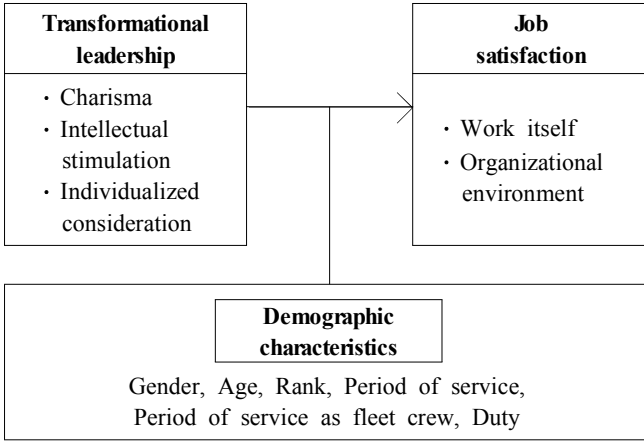 Transformational
leadership
· Charisma
· Intellectual
stimulation
· Individualized
consideration
Job
satisfaction
· Work itself
· Organizational
environment
Demographic
characteristics
Gender, Age, Rank, Period of service,
Period of service as fleet crew, Duty